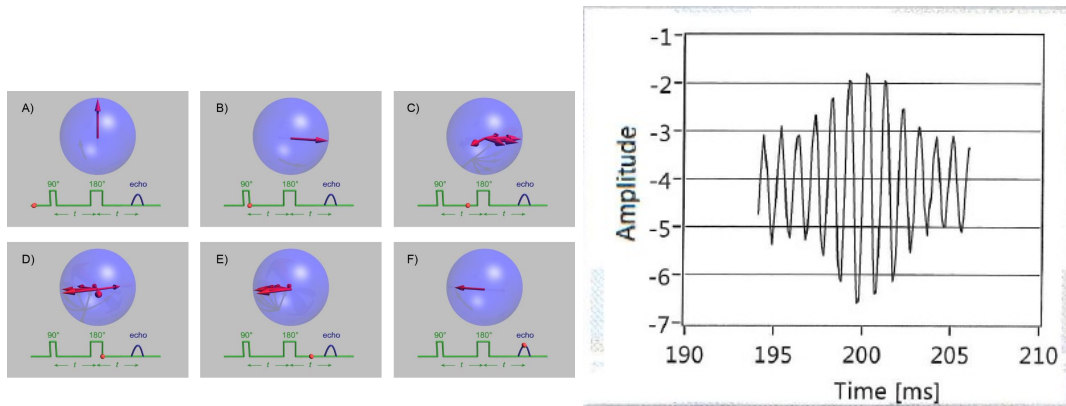 A)
90° 180° echo
t t
B)
90° 180° echo
t t
C)
90° 180° echo
t t
D)
90° 180° echo
t t
E)
90° 180° echo
t t
F)
90° 180° echo
t t
Amplitude
-1
-2
-3
-4
-5
-6
-7
190 195 200 205 210
Time [ms]